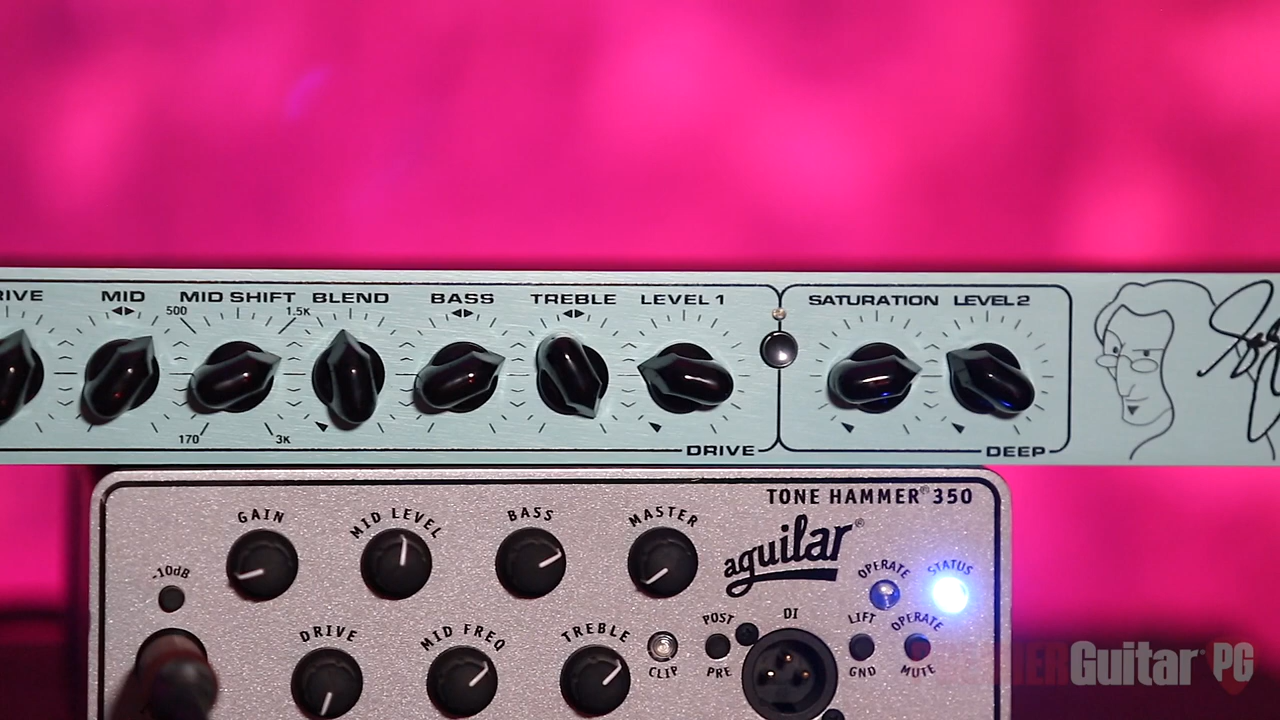 MID MID SHIFT BLEND BASS TREBLE LEVEL 1 SATURATION LEVEL 2
500 1.5K
170 3K
DRIVE DEEP
TONE HAMMER® 350
GAIN MID LEVEL BASS MASTER
aguilar®
-10dB
OPERATE STATUS
DRIVE MID FREQ TREBLE
POST DI LIFT OPERATE
CLIP PRE GND MUTE
Guitar PG